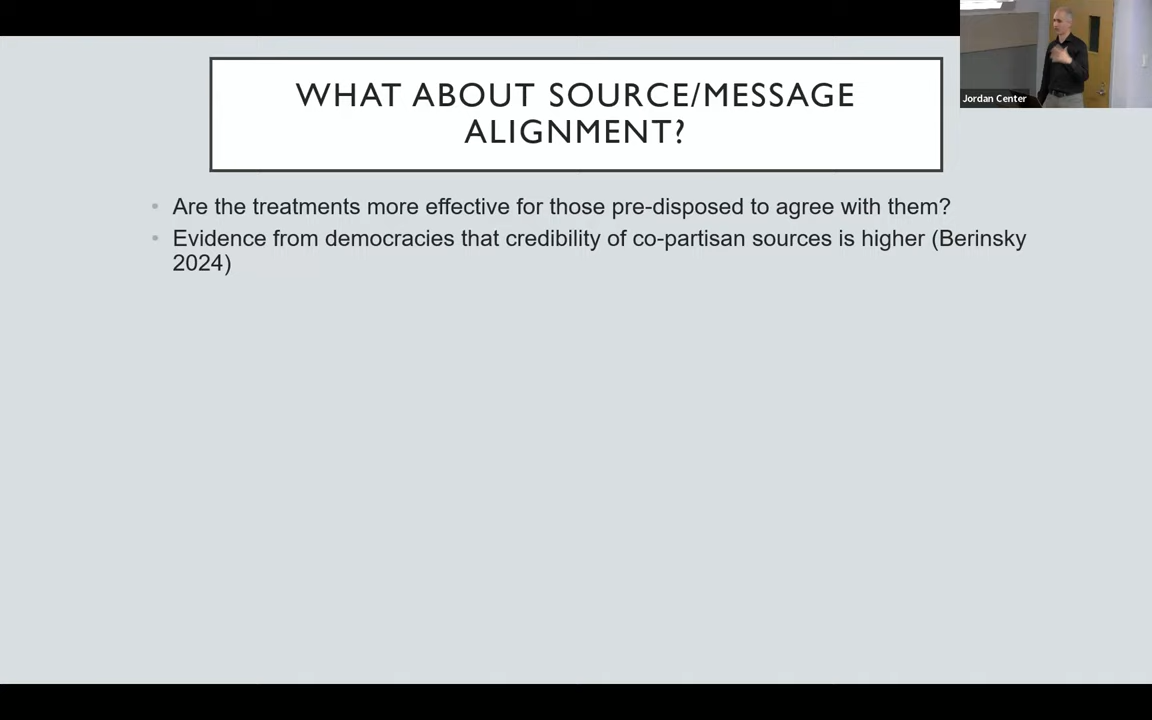 WHAT ABOUT SOURCE/MESSAGE
ALIGNMENT?
Jordan Center
• Are the treatments more effective for those pre-disposed to agree with them?
• Evidence from democracies that credibility of co-partisan sources is higher (Berinsky
2024)